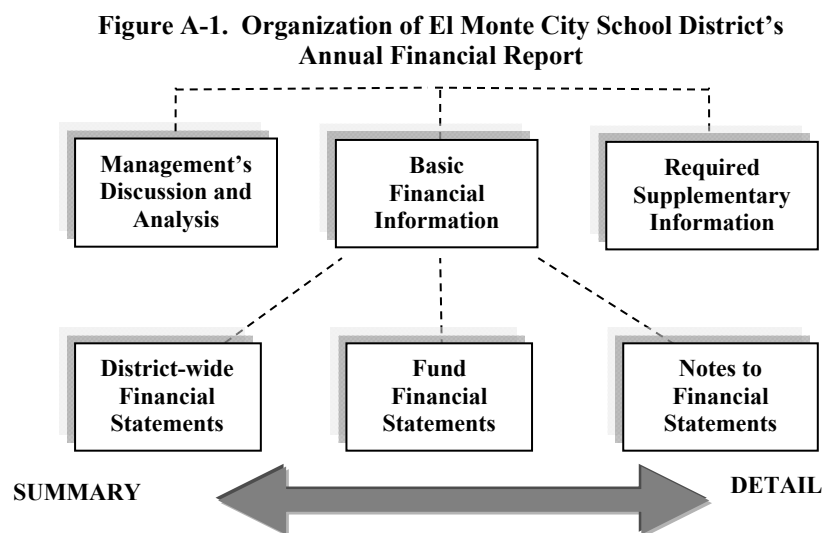 Figure A-1. Organization of El Monte City School District's
Annual Financial Report
Management's
Discussion and
Analysis
Basic
Financial
Information
Required
Supplementary
Information
District-wide
Financial
Statements
Fund
Financial
Statements
Notes to
Financial
Statements
SUMMARY
DETAIL